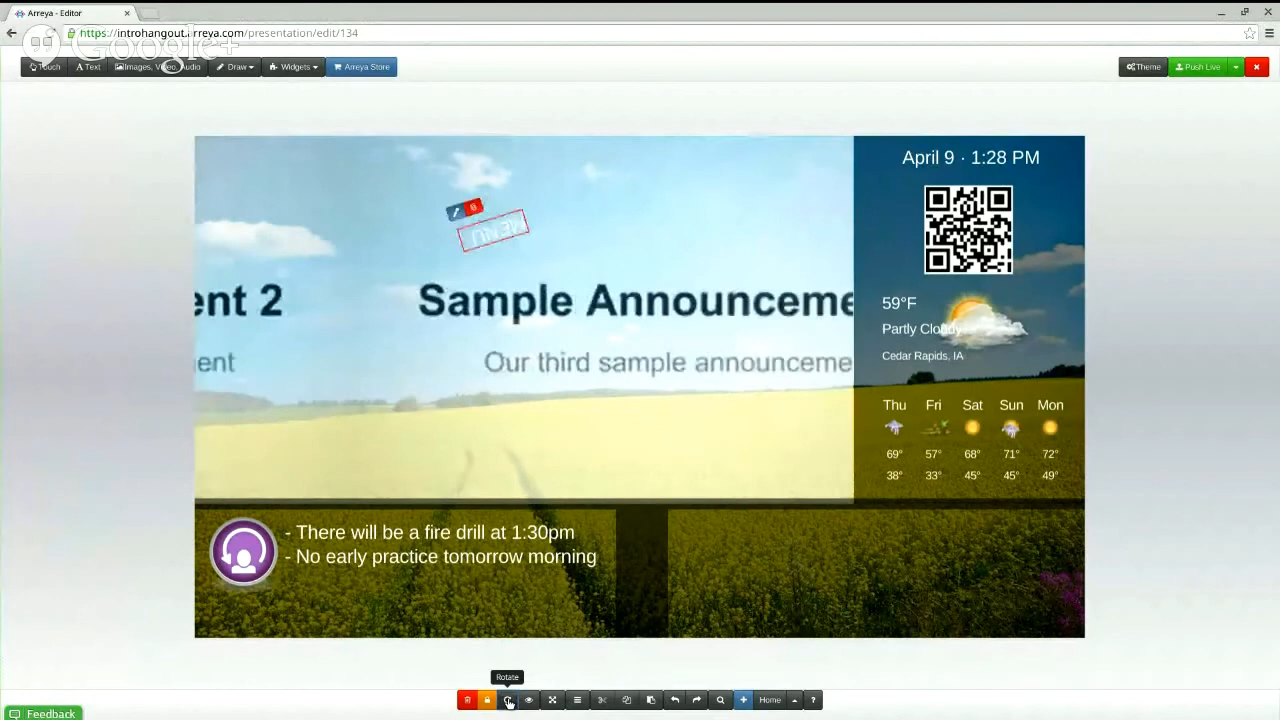 Arreya - Editor
https://introhangout.arreya.com/presentation/edit/134
Google+
Touch Text Images, Video, Audio Draw Widgets Arreya Store
Theme Push Live
April 9 · 1:28 PM
MENU
ent 2 Sample Announceme
ent Our third sample announceme
59°F
Partly Cloudy
Cedar Rapids, IA
Thu Fri Sat Sun Mon
69° 57° 68° 71° 72°
38° 33° 45° 45° 49°
- There will be a fire drill at 1:30pm
- No early practice tomorrow morning
Rotate
Home ?
Feedback